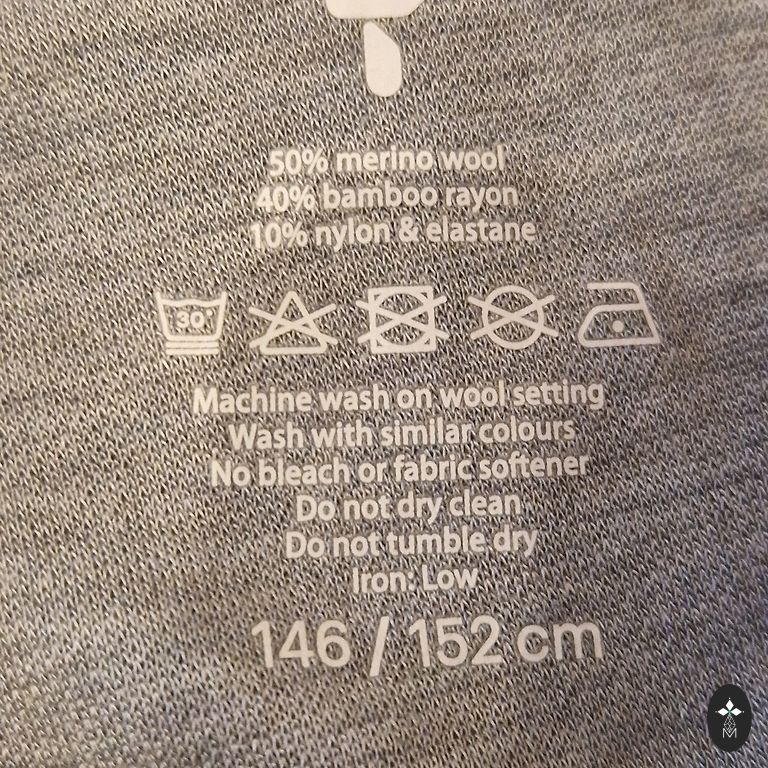 50% merino wool
40% bamboo rayon
10% nylon & elastane
30°
Machine wash on wool setting
Wash with similar colours
No bleach or fabric softener
Do not dry clean
Do not tumble dry
Iron: Low
146 / 152 cm
M